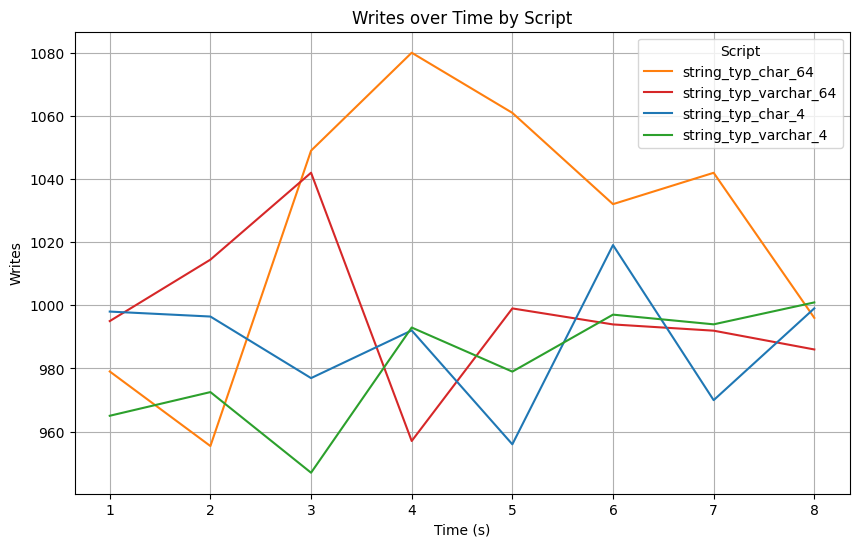 Writes over Time by Script
Script
string_typ_char_64
string_typ_varchar_64
string_typ_char_4
string_typ_varchar_4
Writes
1080
1060
1040
1020
1000
980
960
1 2 3 4 5 6 7 8
Time (s)